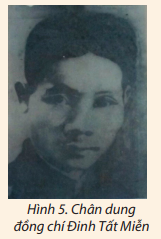 Hình 5. Chân dung
đồng chí Đinh Tất Miễn